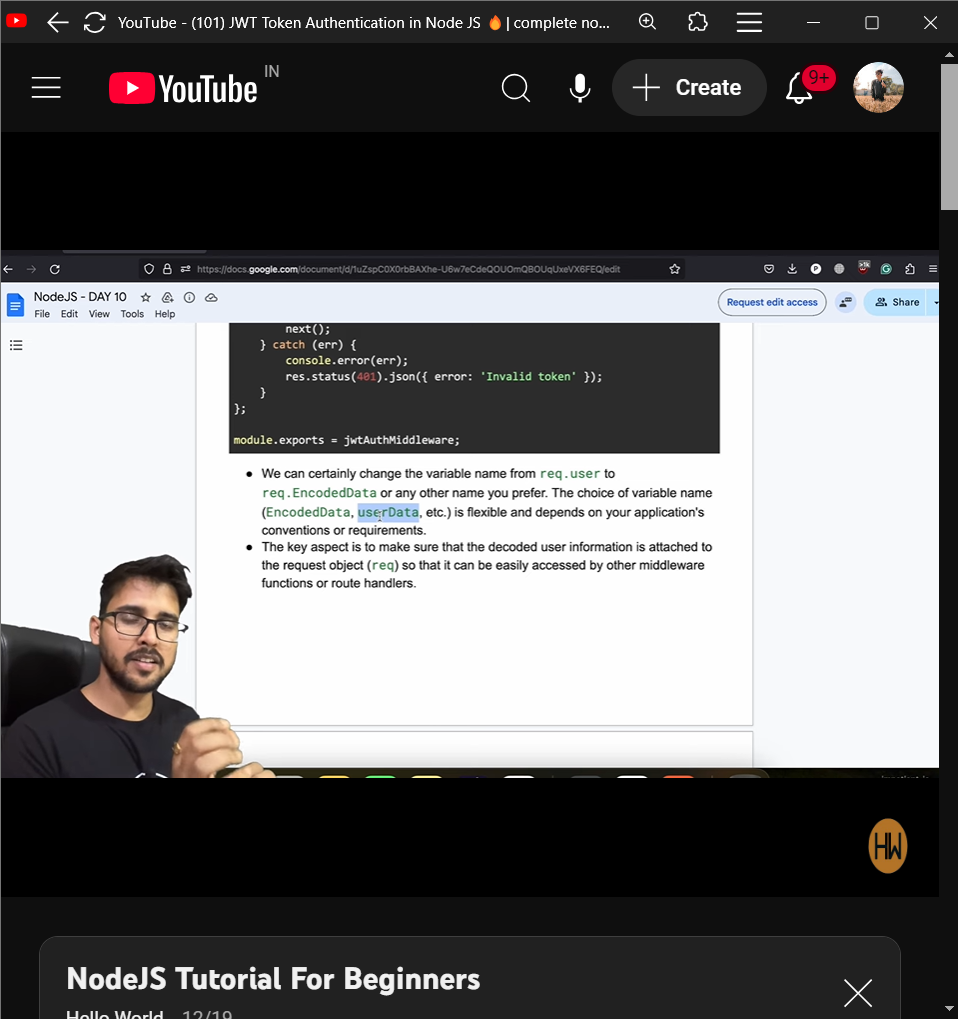 YouTube - (101) JWT Token Authentication in Node JS 🔥 | complete no...
YouTube IN
Create
9+
https://docs.google.com/document/d/1uZspC0X0rbBAXhe-U6w7eCdeQOUOmQBOUqUxeVX6FEQ/edit
NodeJS - DAY 10
File Edit View Tools Help
Request edit access
Share
next();
} catch (err) {
console.error(err);
res.status(401).json({ error: 'Invalid token' });
}
};
module.exports = jwtAuthMiddleware;
● We can certainly change the variable name from req.user to
req.EncodedData or any other name you prefer. The choice of variable name
(EncodedData, userData, etc.) is flexible and depends on your application's
conventions or requirements.
● The key aspect is to make sure that the decoded user information is attached to
the request object (req) so that it can be easily accessed by other middleware
functions or route handlers.
HW
NodeJS Tutorial For Beginners
Hello World - 12/19